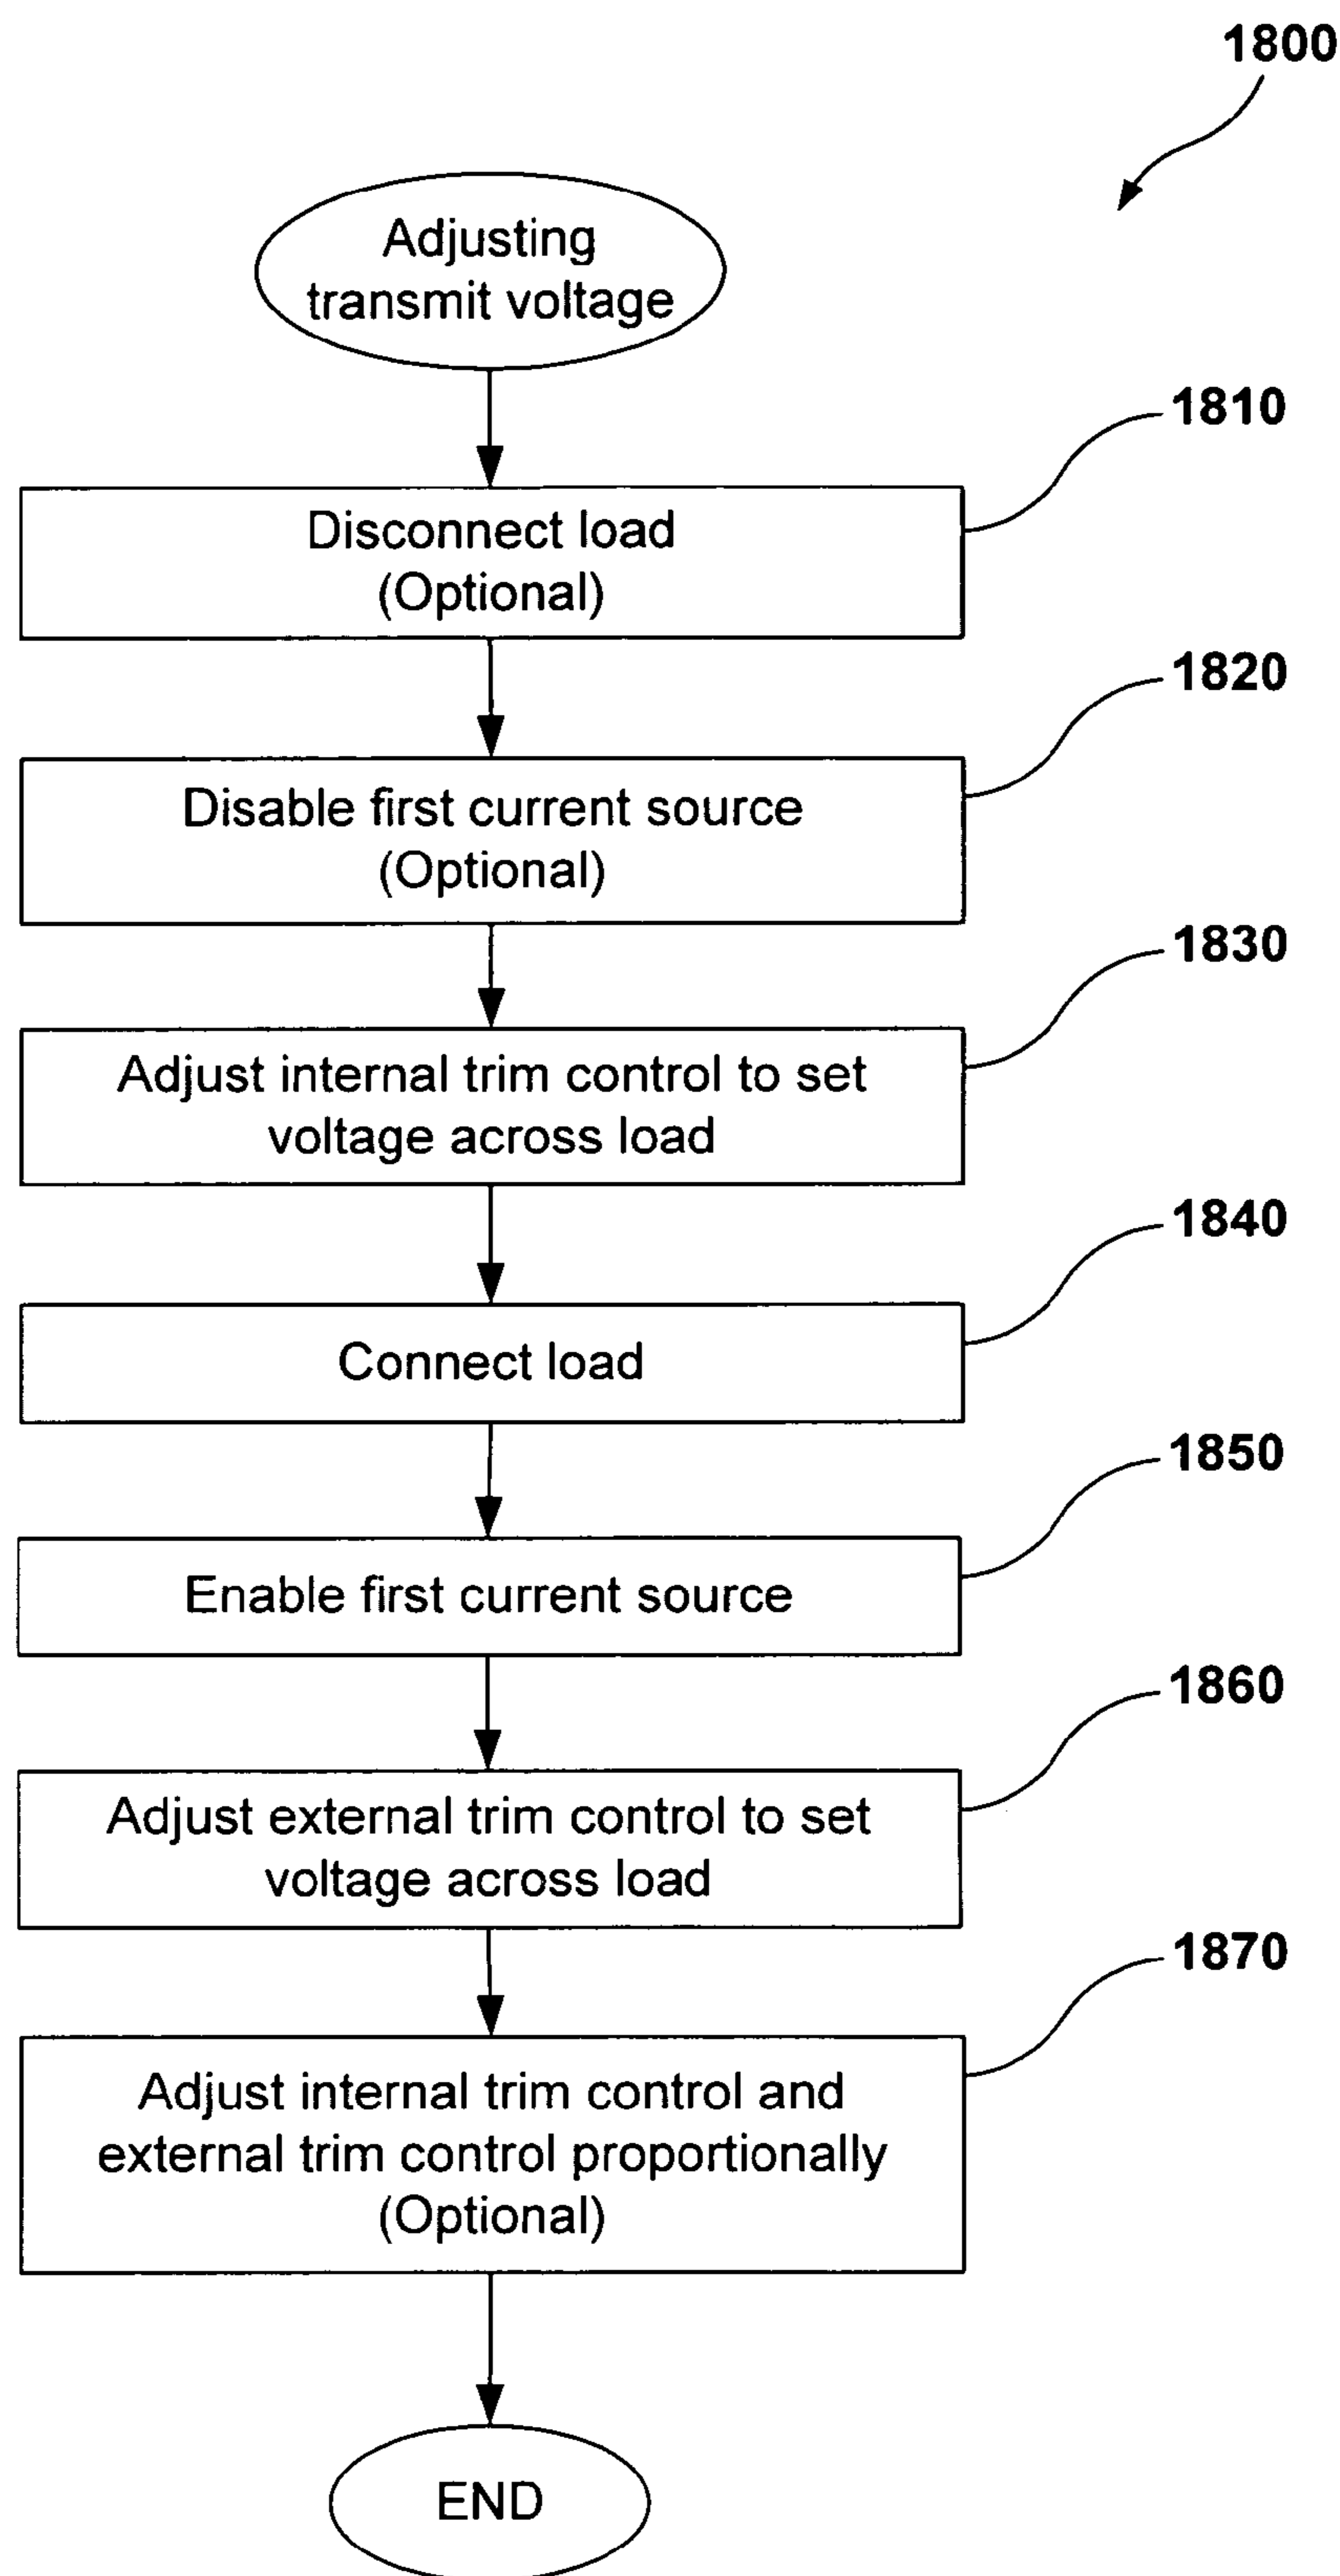 1800
Adjusting
transmit voltage
1810
Disconnect load
(Optional)
1820
Disable first current source
(Optional)
1830
Adjust internal trim control to set
voltage across load
1840
Connect load
1850
Enable first current source
1860
Adjust external trim control to set
voltage across load
1870
Adjust internal trim control and
external trim control proportionally
(Optional)
END